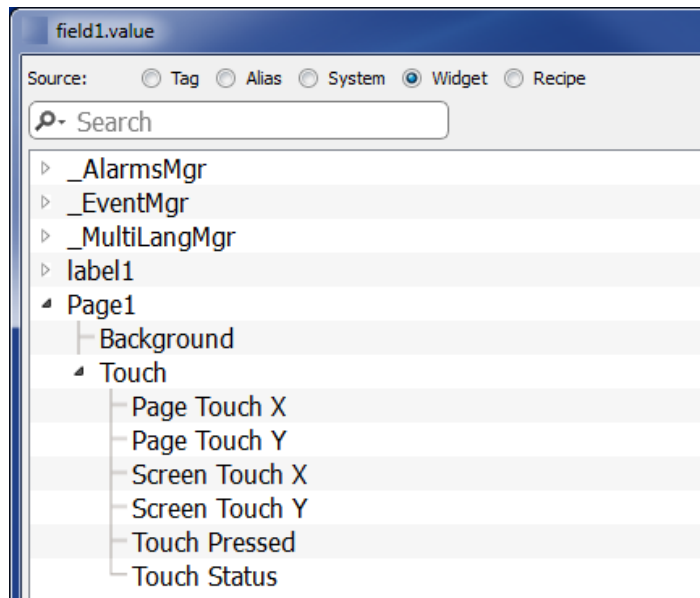 field1.value
Source: Tag Alias System Widget Recipe
Search
_AlarmsMgr
_EventMgr
_MultiLangMgr
label1
Page1
Background
Touch
Page Touch X
Page Touch Y
Screen Touch X
Screen Touch Y
Touch Pressed
Touch Status